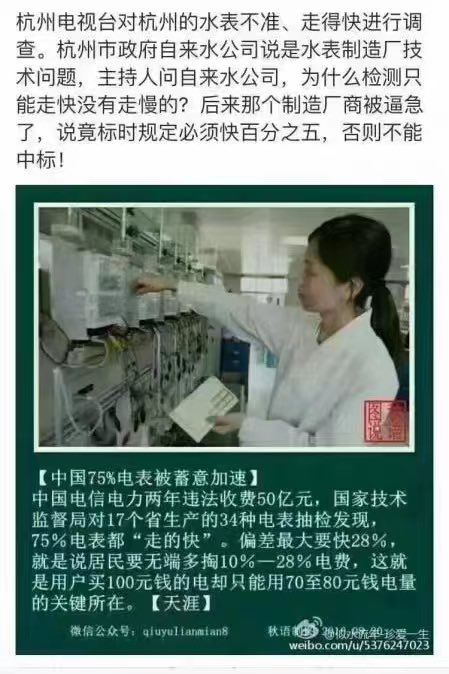 杭州电视台对杭州的水表不准、走得快进行调
查。杭州市政府自来水公司说是水表制造厂技
术问题，主持人问自来水公司，为什么检测只
能走快没有走慢的？后来那个制造厂商被逼急
了，说竟标时规定必须快百分之五，否则不能
中标！
图说
【中国75%电表被蓄意加速】
中国电信电力两年违法收费50亿元，国家技术
监督局对17个省生产的34种电表抽检发现，
75%电表都“走的快”。偏差最大要快28%，
就是说居民要无端多掏10%—28%电费，这就
是用户买100元钱的电却只能用70至80元钱电量
的关键所在。【天涯】
微信公众号：qiuyulianmian8 秋语
@似水流年-珍爱一生
weibo.com/u/5376247023